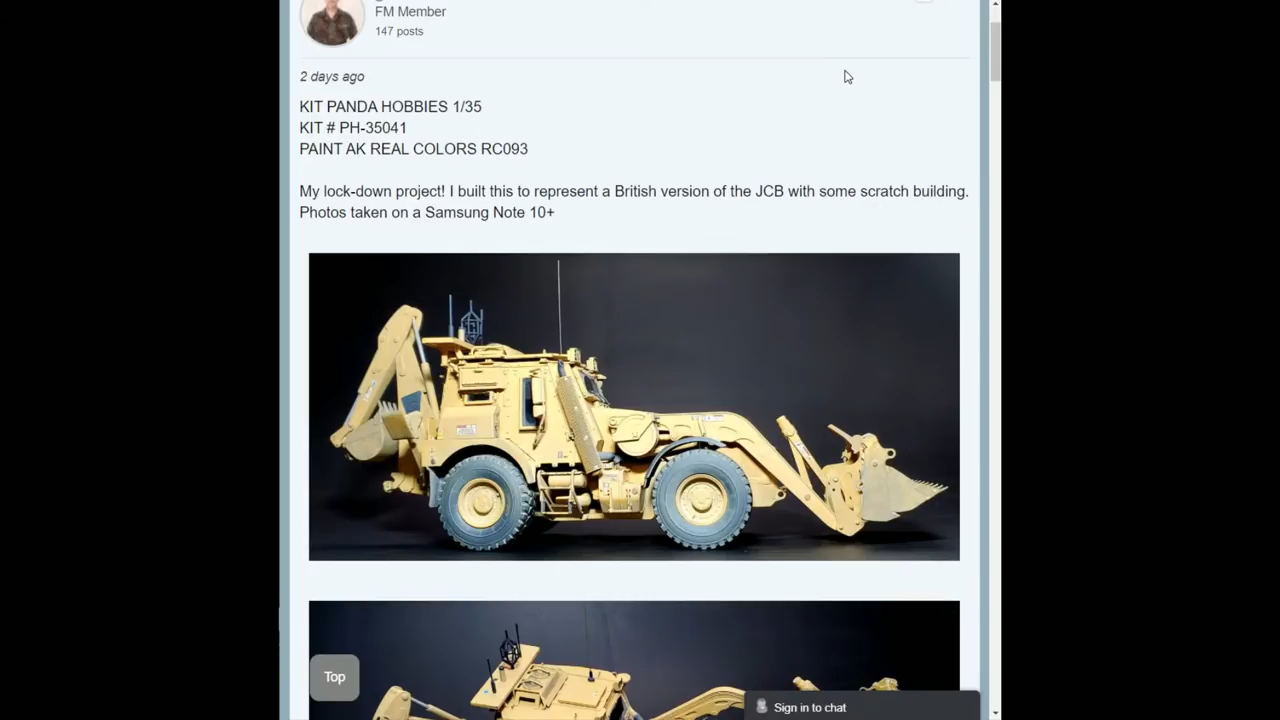 FM Member
147 posts
2 days ago
KIT PANDA HOBBIES 1/35
KIT # PH-35041
PAINT AK REAL COLORS RC093
My lock-down project! I built this to represent a British version of the JCB with some scratch building.
Photos taken on a Samsung Note 10+
Top
Sign in to chat